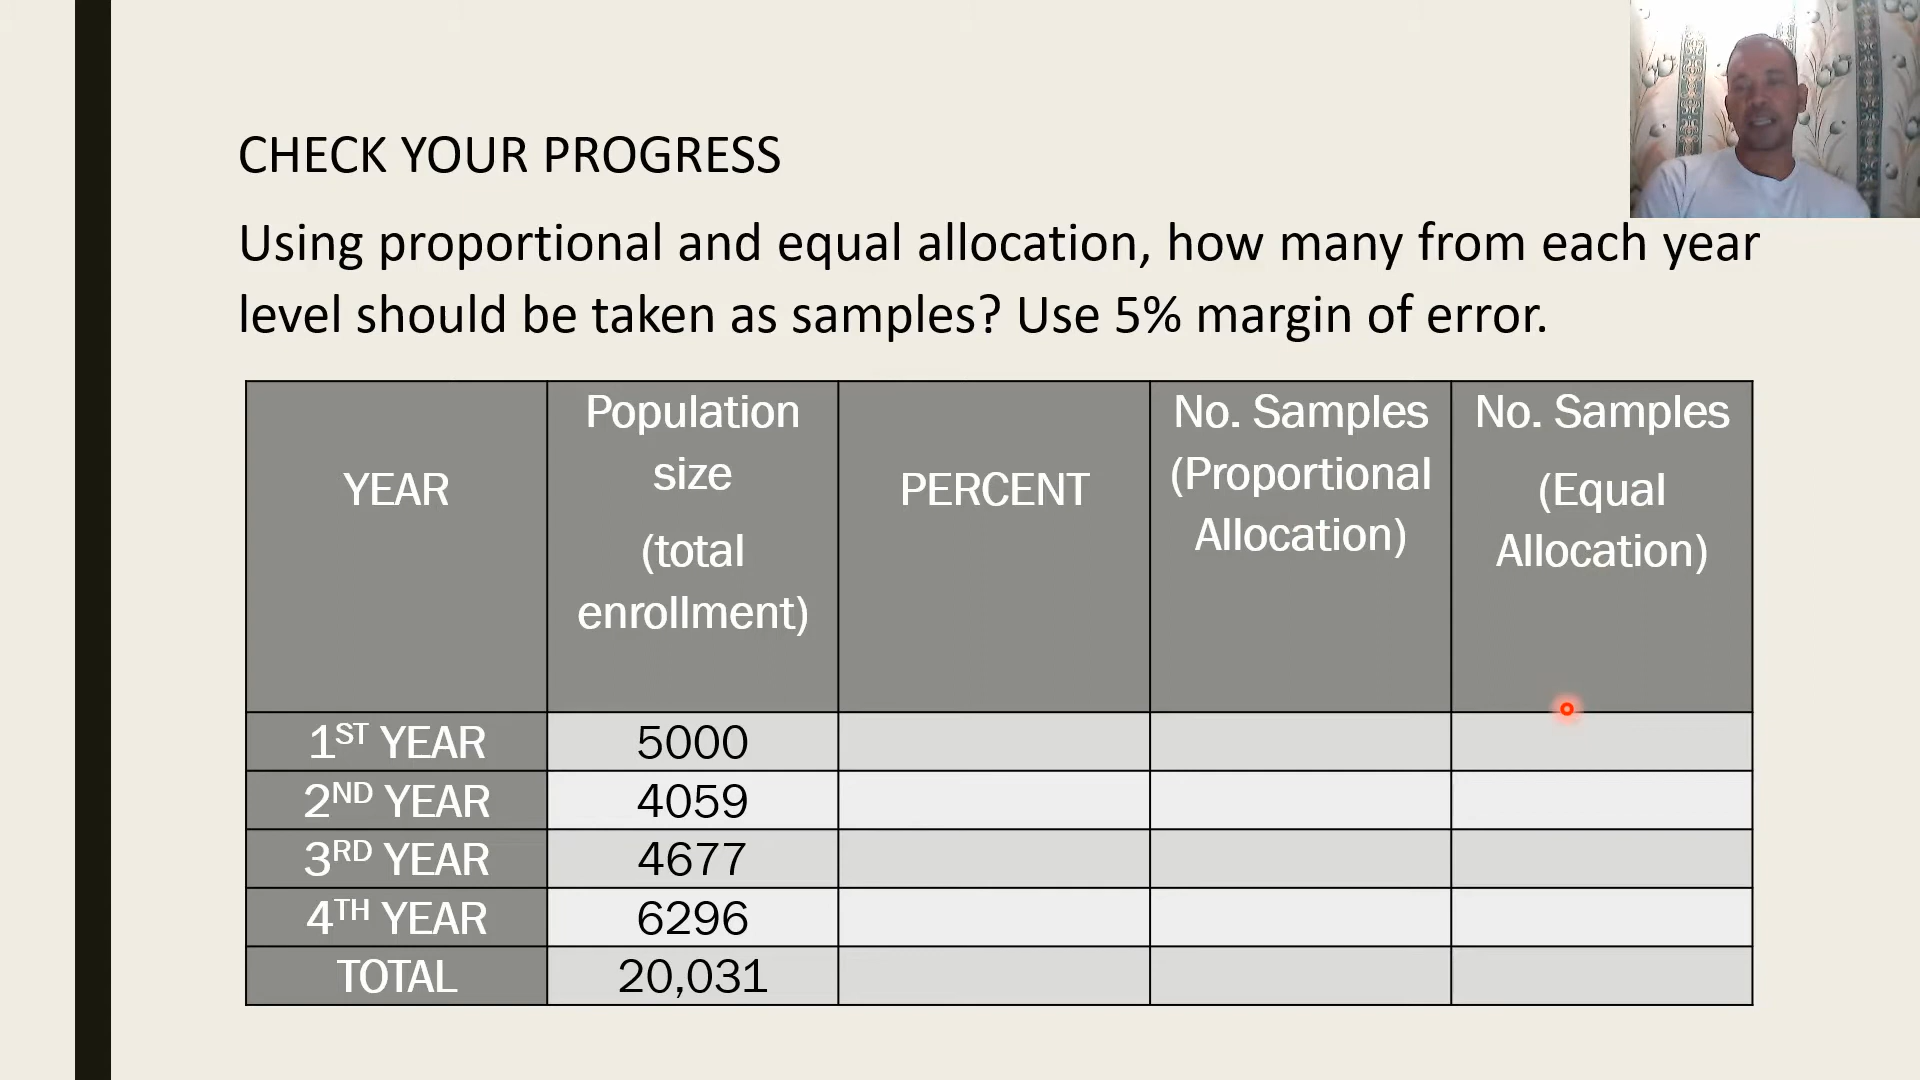 CHECK YOUR PROGRESS
Using proportional and equal allocation, how many from each year
level should be taken as samples? Use 5% margin of error.
YEAR
Population
size
(total
enrollment)
PERCENT
No. Samples
(Proportional
Allocation)
No. Samples
(Equal
Allocation)
1ST YEAR 5000
2ND YEAR 4059
3RD YEAR 4677
4TH YEAR 6296
TOTAL 20,031